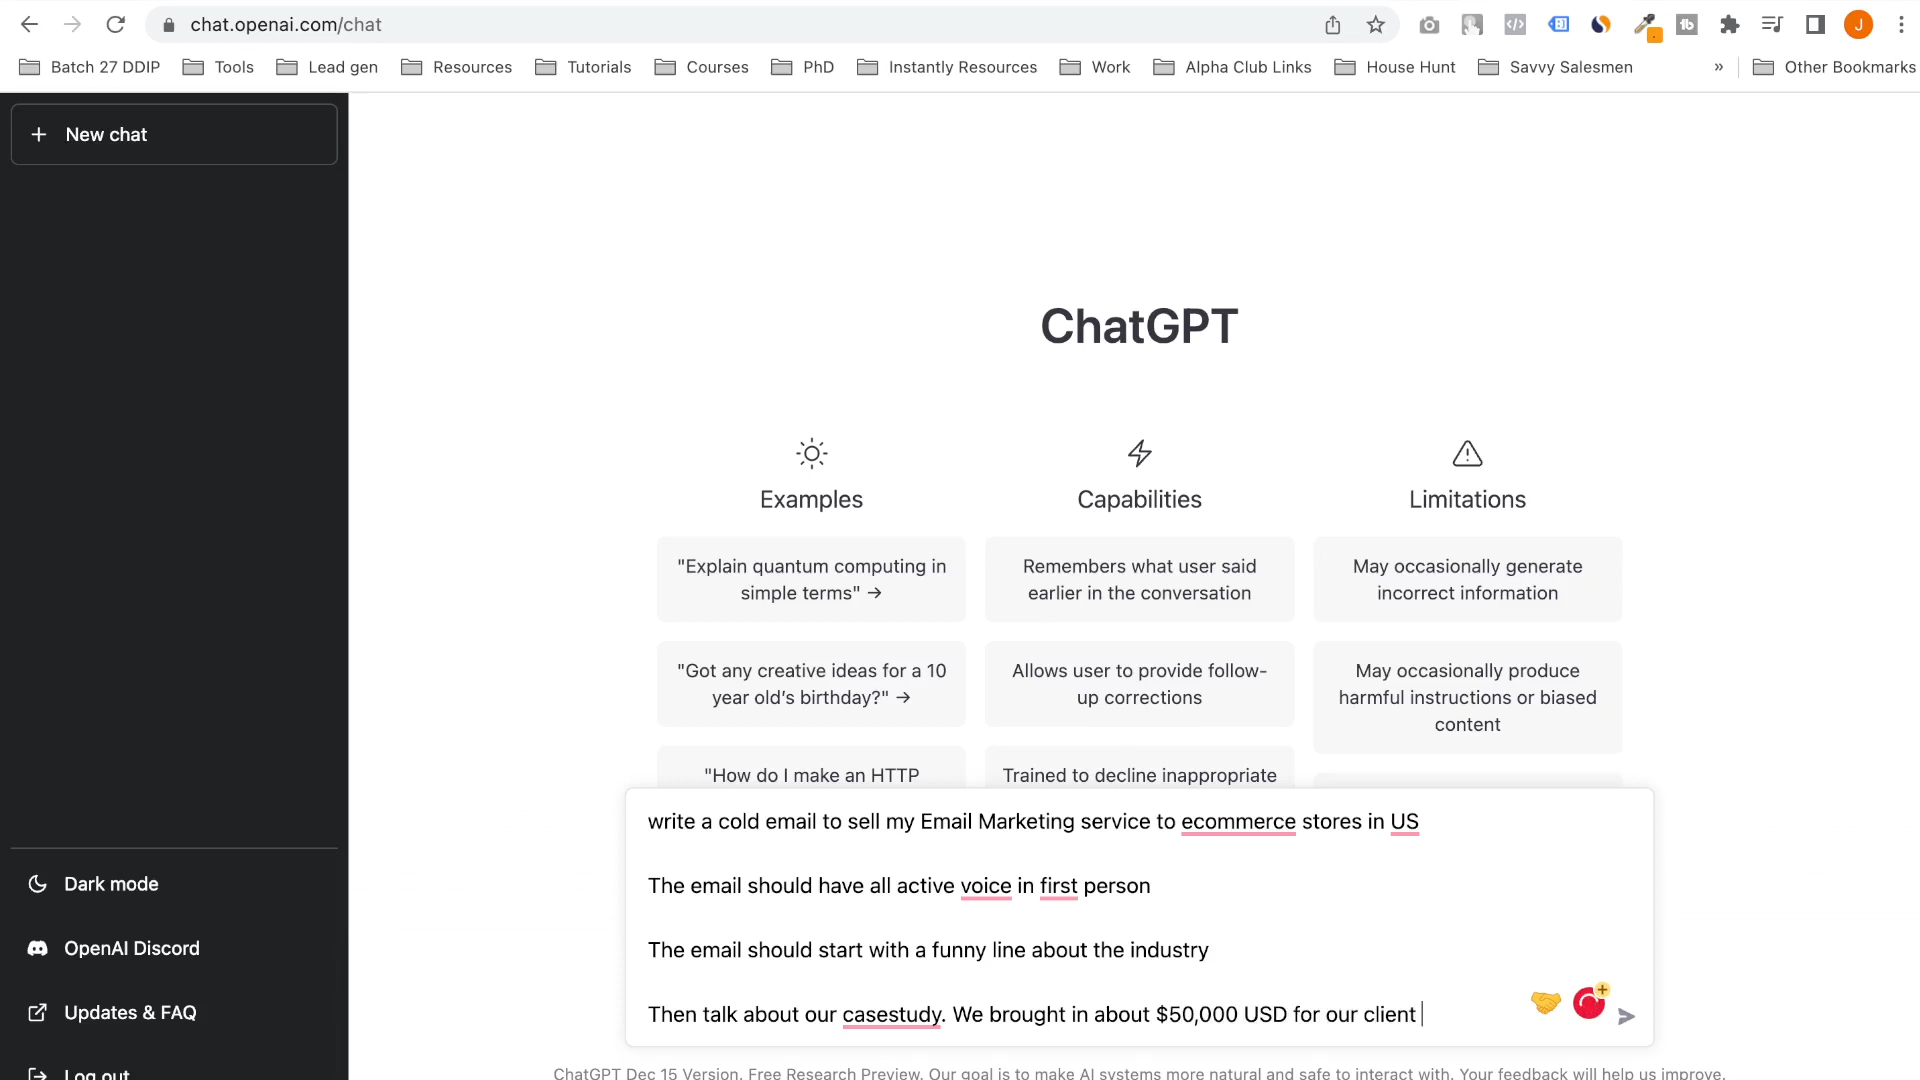 chat.openai.com/chat
J
Batch 27 DDIP Tools Lead gen Resources Tutorials Courses PhD Instantly Resources Work Alpha Club Links House Hunt Savvy Salesmen » Other Bookmarks
+ New chat
ChatGPT
Examples
Capabilities
Limitations
"Explain quantum computing in
simple terms" →
Remembers what user said
earlier in the conversation
May occasionally generate
incorrect information
"Got any creative ideas for a 10
year old's birthday?" →
Allows user to provide follow-
up corrections
May occasionally produce
harmful instructions or biased
content
"How do I make an HTTP
Trained to decline inappropriate
write a cold email to sell my Email Marketing service to ecommerce stores in US
The email should have all active voice in first person
The email should start with a funny line about the industry
Then talk about our casestudy. We brought in about $50,000 USD for our client
Dark mode
OpenAI Discord
Updates & FAQ
Log out
ChatGPT Dec 15 Version. Free Research Preview. Our goal is to make AI systems more natural and safe to interact with. Your feedback will help us improve.